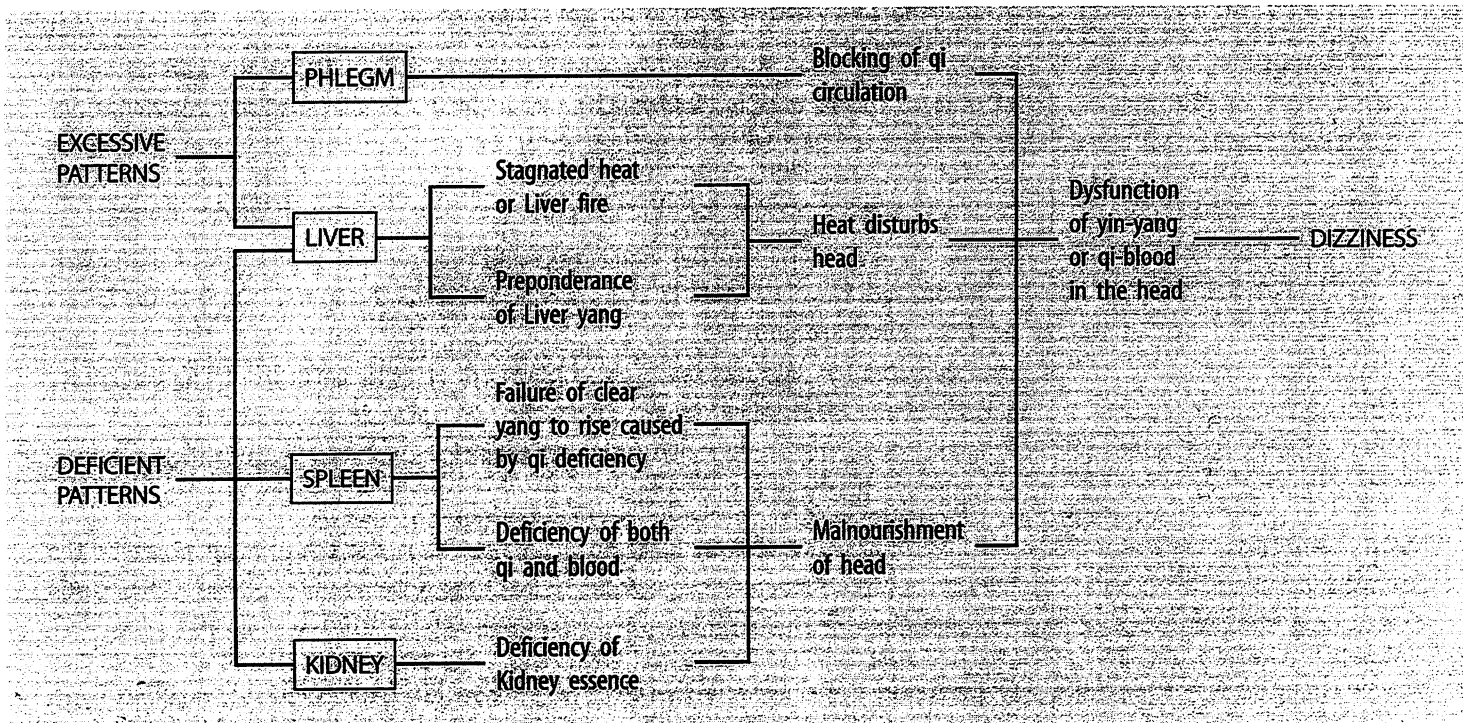 EXCESSIVE
PATTERNS
DEFICIENT
PATTERNS
PHLEGM
LIVER
SPLEEN
KIDNEY
Stagnated heat
or Liver fire
Preponderance
of Liver yang
Failure of clear
yang to rise caused
by qi deficiency
Deficiency of both
qi and blood
Deficiency of
Kidney essence
Blocking of qi
circulation
Heat disturbs
head
Malnourishment
of head
Dysfunction
of yin-yang
or qi-blood
in the head
DIZZINESS